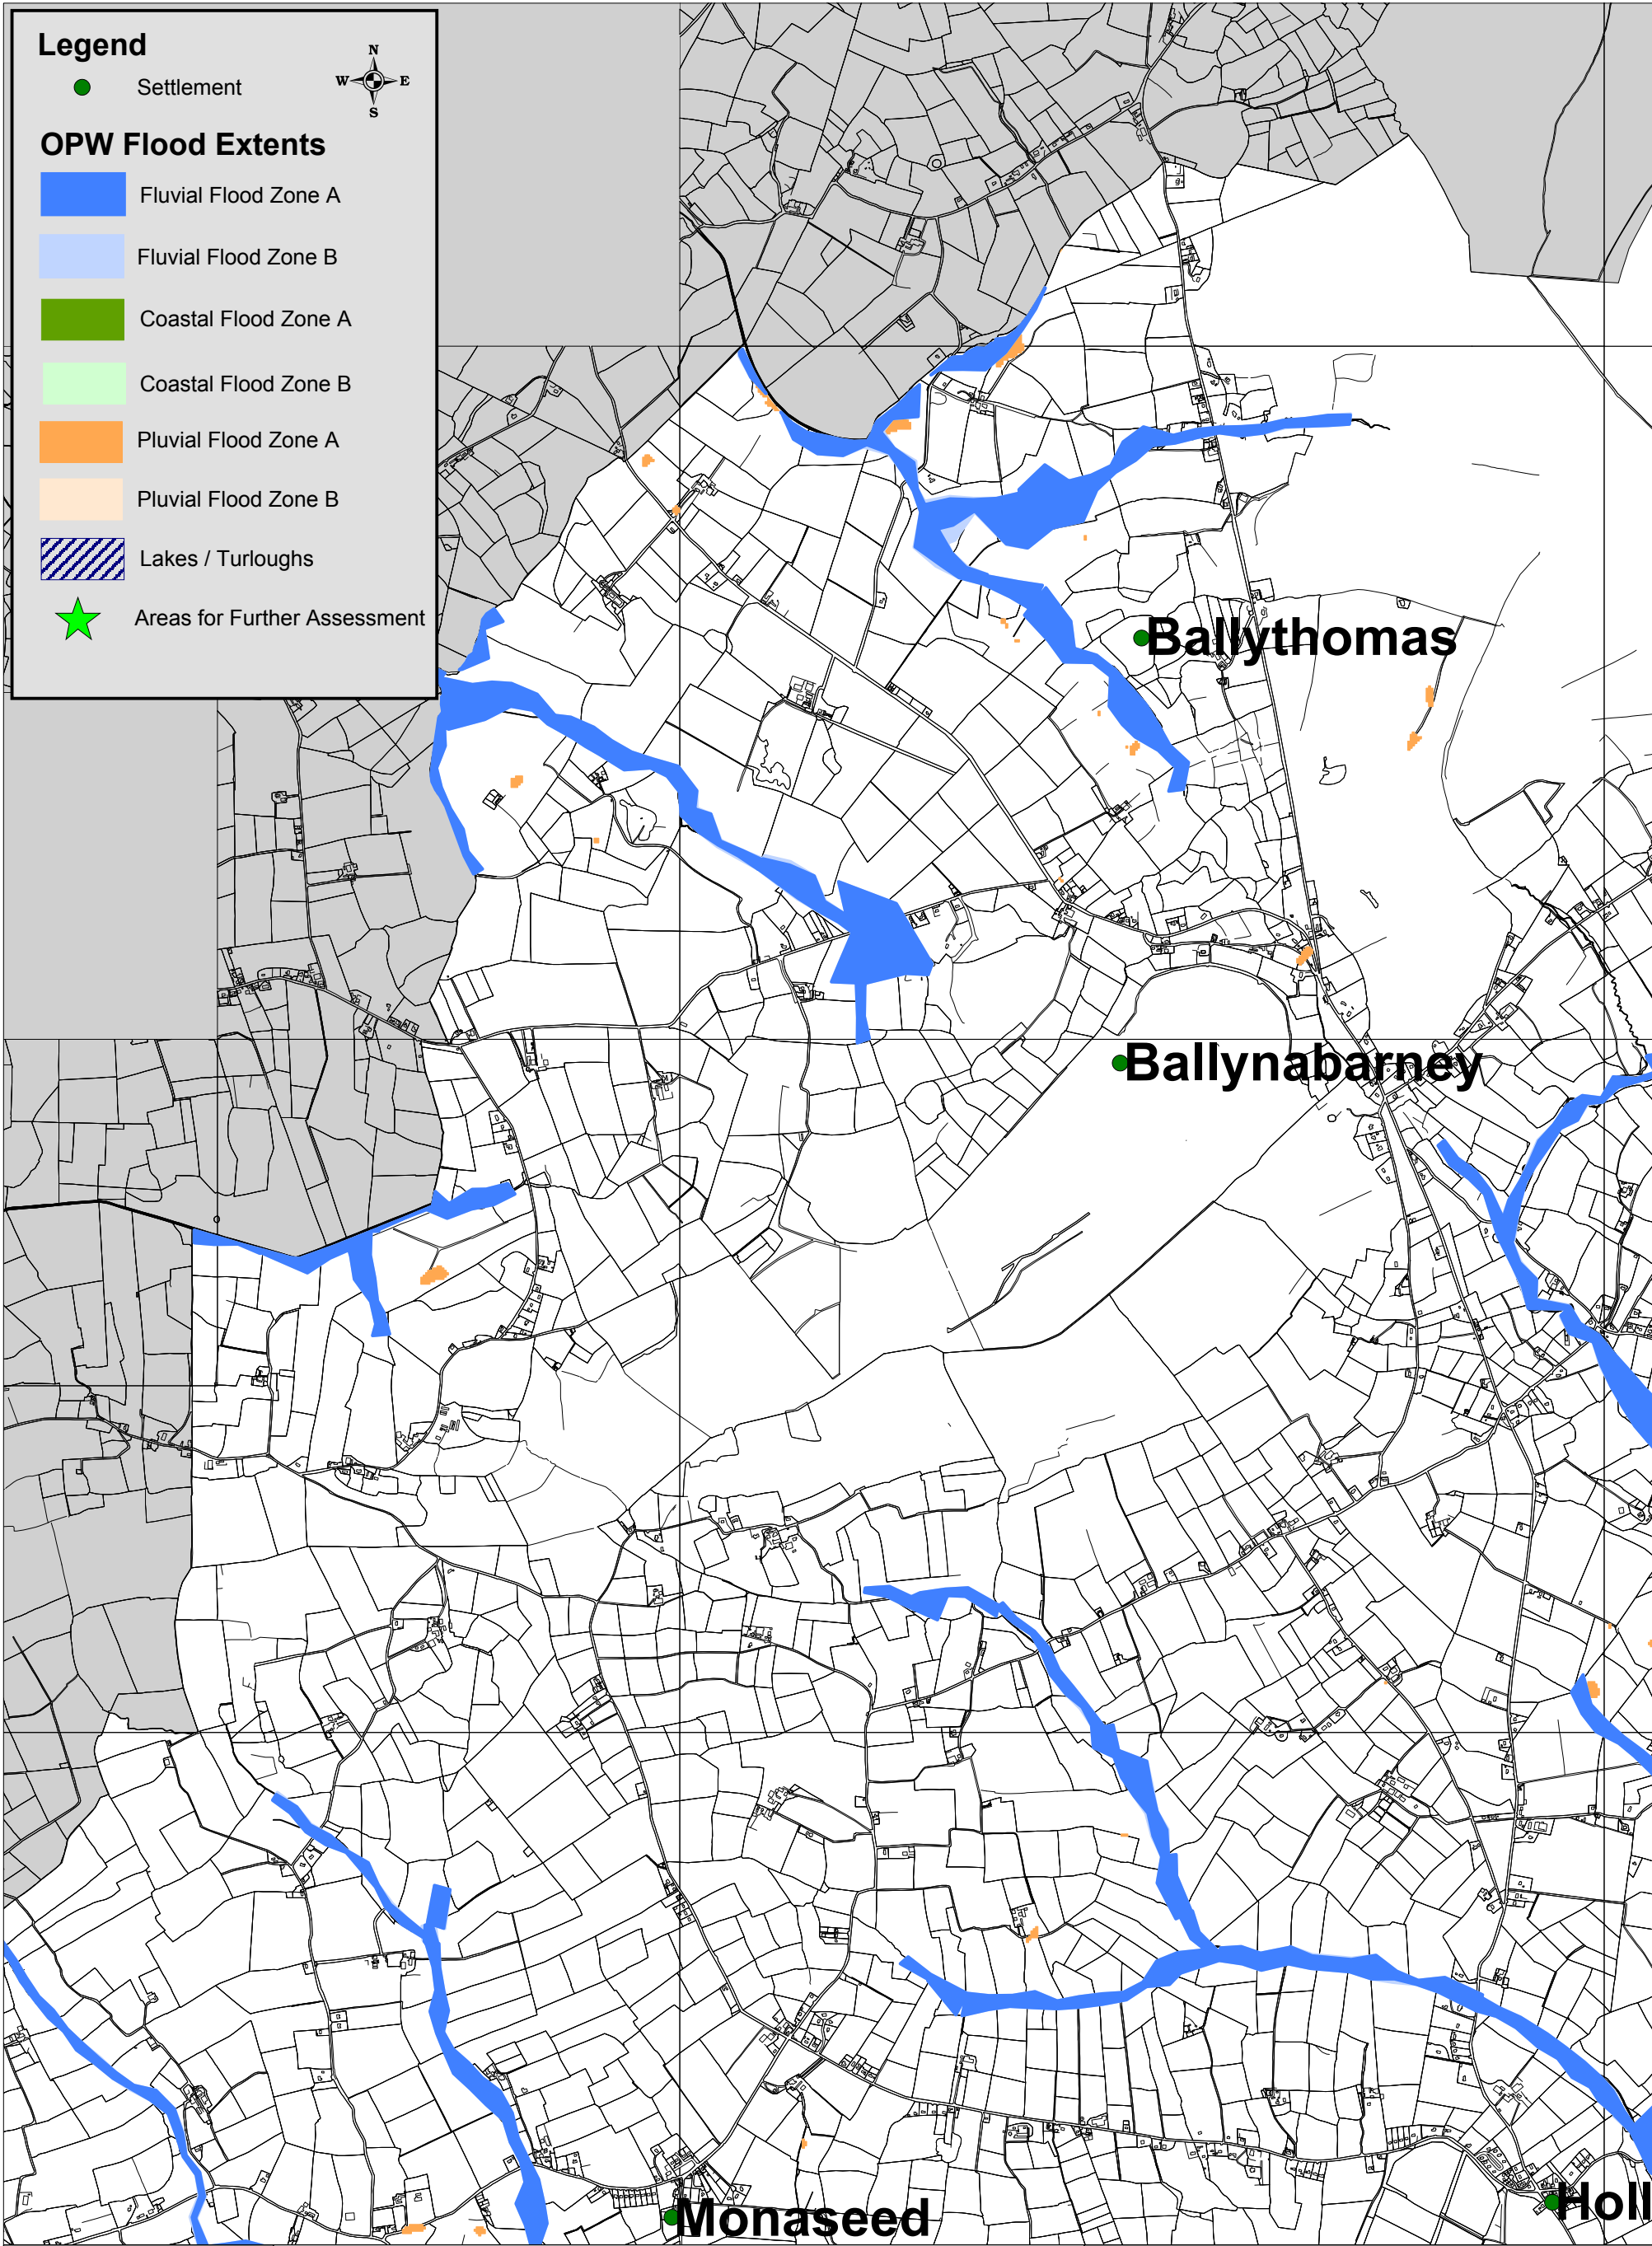 Legend
N
W E
S
Settlement
OPW Flood Extents
Fluvial Flood Zone A
Fluvial Flood Zone B
Coastal Flood Zone A
Coastal Flood Zone B
Pluvial Flood Zone A
Pluvial Flood Zone B
Lakes / Turloughs
Areas for Further Assessment
Ballythomas
Ballynabarney
Monaseed
Holl